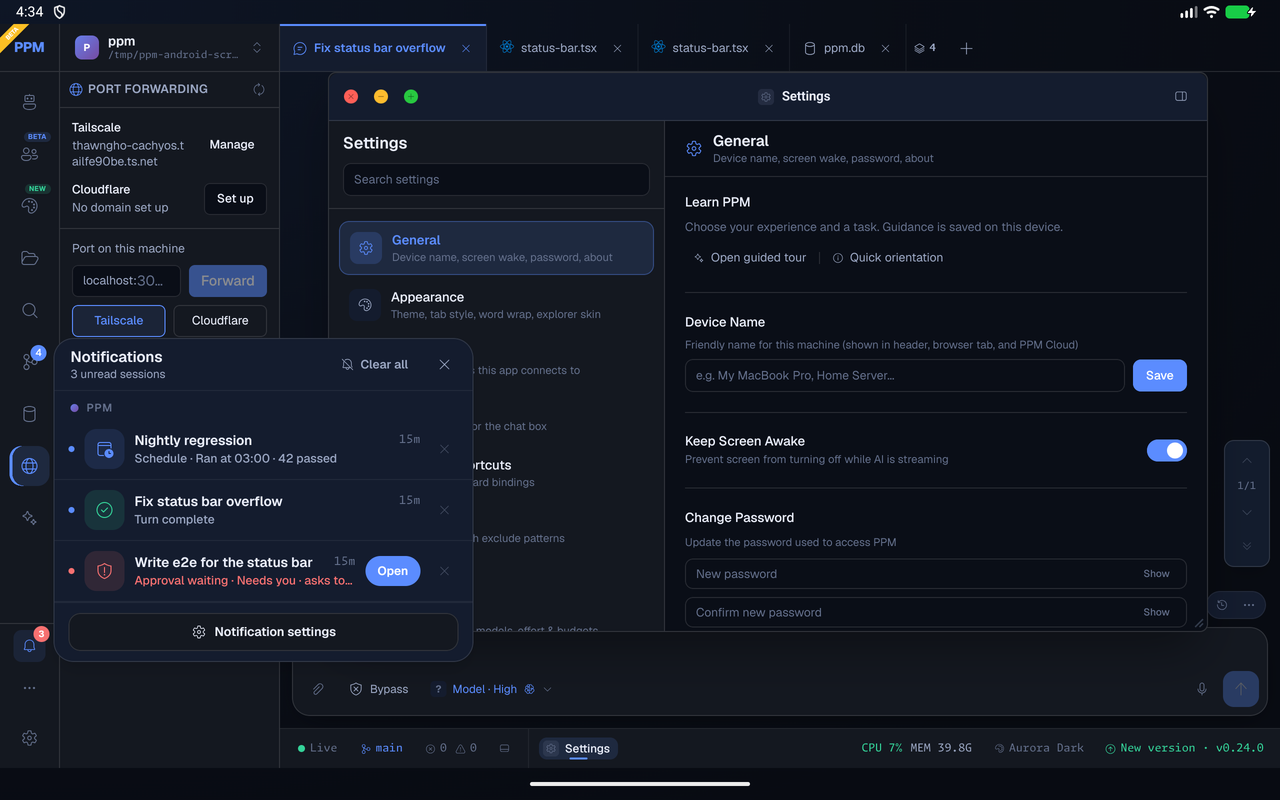 4:34
BETA
PPM
P
ppm
/tmp/ppm-android-scr…
Fix status bar overflow
status-bar.tsx
status-bar.tsx
ppm.db
4
PORT FORWARDING
BETA
NEW
4
3
Tailscale
thawngho-cachyos.t
ailfe90be.ts.net
Manage
Cloudflare
No domain set up
Set up
Port on this machine
localhost:30…
Forward
Tailscale
Cloudflare
Notifications
3 unread sessions
Clear all
PPM
Nightly regression
15m
Schedule · Ran at 03:00 · 42 passed
Fix status bar overflow
15m
Turn complete
Write e2e for the status bar
15m
Approval waiting · Needs you · asks to…
Open
Notification settings
Settings
Settings
Search settings
General
Device name, screen wake, password, about
Appearance
Theme, tab style, word wrap, explorer skin
this app connects to
or the chat box
ortcuts
ard bindings
exclude patterns
models, effort & budgets
General
Device name, screen wake, password, about
Learn PPM
Choose your experience and a task. Guidance is saved on this device.
Open guided tour
Quick orientation
Device Name
Friendly name for this machine (shown in header, browser tab, and PPM Cloud)
e.g. My MacBook Pro, Home Server…
Save
Keep Screen Awake
Prevent screen from turning off while AI is streaming
Change Password
Update the password used to access PPM
New password
Show
Confirm new password
Show
1/1
Bypass
? Model · High
Live
main
0
0
Settings
CPU 7% MEM 39.8G
Aurora Dark
New version · v0.24.0